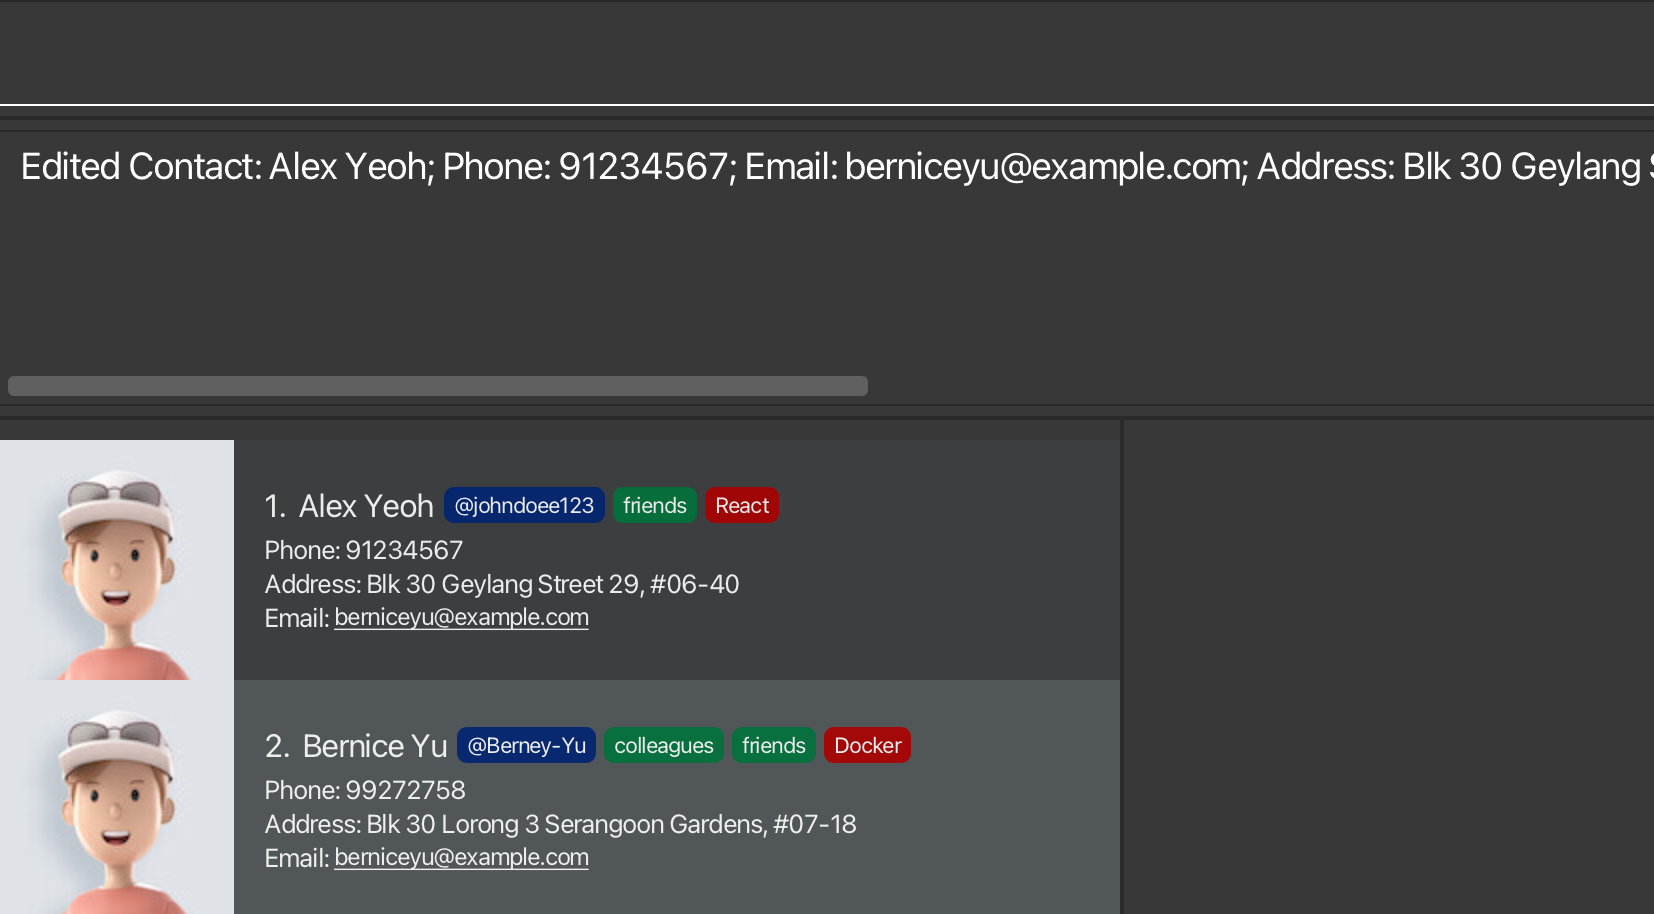 Edited Contact: Alex Yeoh; Phone: 91234567; Email: berniceyu@example.com; Address: Blk 30 Geylang
1. Alex Yeoh @johndoee123 friends React
Phone: 91234567
Address: Blk 30 Geylang Street 29, #06-40
Email: berniceyu@example.com
2. Bernice Yu @Berney-Yu colleagues friends Docker
Phone: 99272758
Address: Blk 30 Lorong 3 Serangoon Gardens, #07-18
Email: berniceyu@example.com